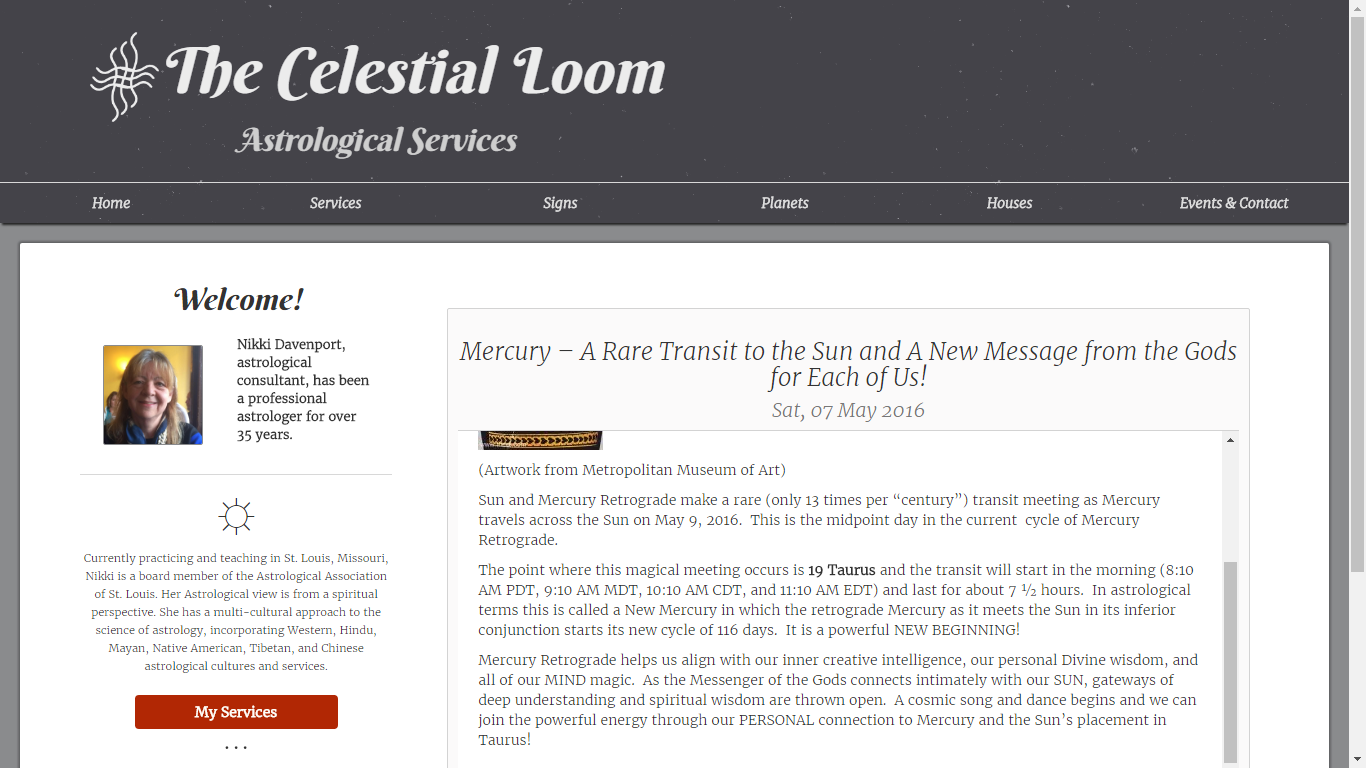 The Celestial Loom
Astrological Services
Home Services Signs Planets Houses Events & Contact
Welcome!
Nikki Davenport,
astrological
consultant, has been
a professional
astrologer for over
35 years.
Currently practicing and teaching in St. Louis, Missouri,
Nikki is a board member of the Astrological Association
of St. Louis. Her Astrological view is from a spiritual
perspective. She has a multi-cultural approach to the
science of astrology, incorporating Western, Hindu,
Mayan, Native American, Tibetan, and Chinese
astrological cultures and services.
My Services
• • •
Mercury – A Rare Transit to the Sun and A New Message from the Gods
for Each of Us!
Sat, 07 May 2016
(Artwork from Metropolitan Museum of Art)
Sun and Mercury Retrograde make a rare (only 13 times per “century”) transit meeting as Mercury
travels across the Sun on May 9, 2016.  This is the midpoint day in the current  cycle of Mercury
Retrograde.
The point where this magical meeting occurs is 19 Taurus and the transit will start in the morning (8:10
AM PDT, 9:10 AM MDT, 10:10 AM CDT, and 11:10 AM EDT) and last for about 7 ½ hours.  In astrological
terms this is called a New Mercury in which the retrograde Mercury as it meets the Sun in its inferior
conjunction starts its new cycle of 116 days.  It is a powerful NEW BEGINNING!
Mercury Retrograde helps us align with our inner creative intelligence, our personal Divine wisdom, and
all of our MIND magic.  As the Messenger of the Gods connects intimately with our SUN, gateways of
deep understanding and spiritual wisdom are thrown open.  A cosmic song and dance begins and we can
join the powerful energy through our PERSONAL connection to Mercury and the Sun’s placement in
Taurus!